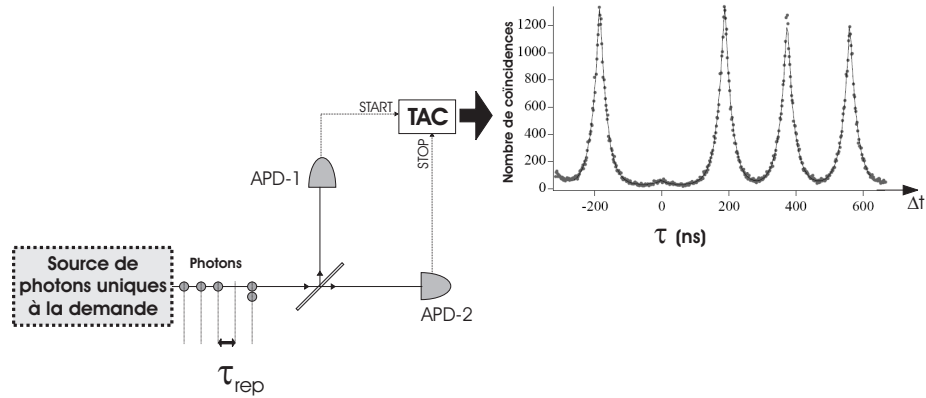 Source de
photons uniques
à la demande
Photons
τrep
APD-1
APD-2
START
STOP
TAC
Nombre de coïncidences
1200
1000
800
600
400
200
0
-200
0
200
400
600
Δt
τ (ns)